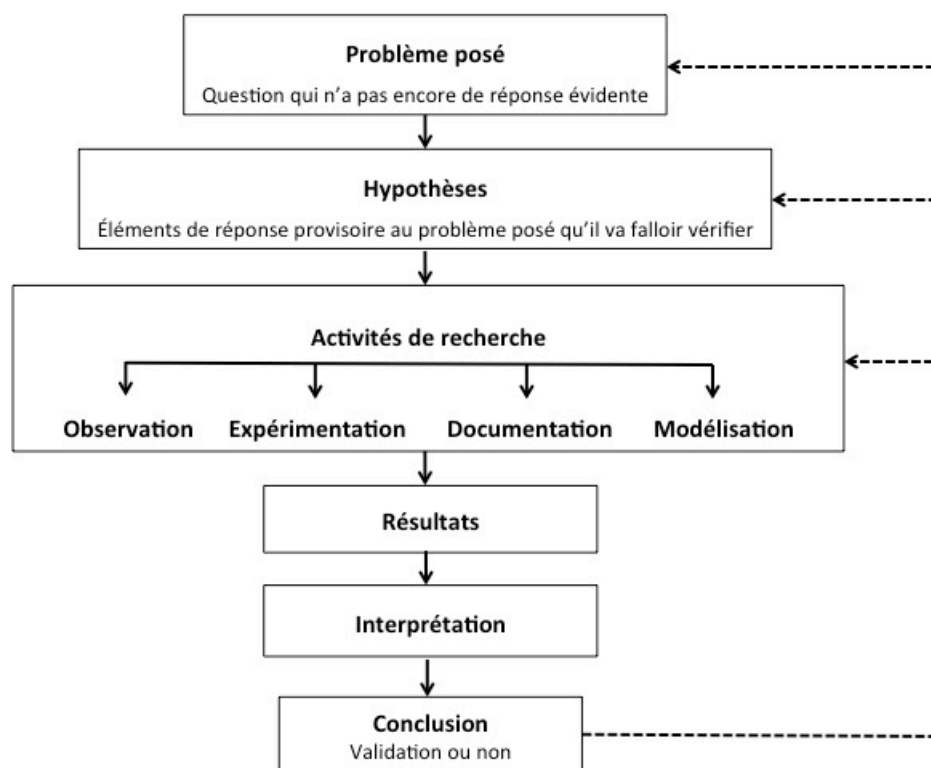 Problème posé
Question qui n’a pas encore de réponse évidente
Hypothèses
Éléments de réponse provisoire au problème posé qu’il va falloir vérifier
Activités de recherche
Observation Expérimentation Documentation Modélisation
Résultats
Interprétation
Conclusion
Validation ou non